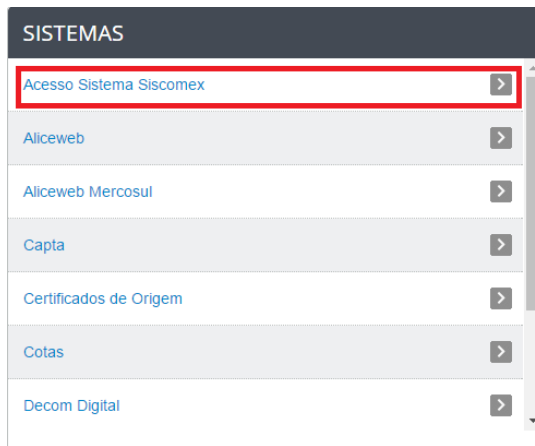 SISTEMAS
Acesso Sistema Siscomex
Aliceweb
Aliceweb Mercosul
Capta
Certificados de Origem
Cotas
Decom Digital